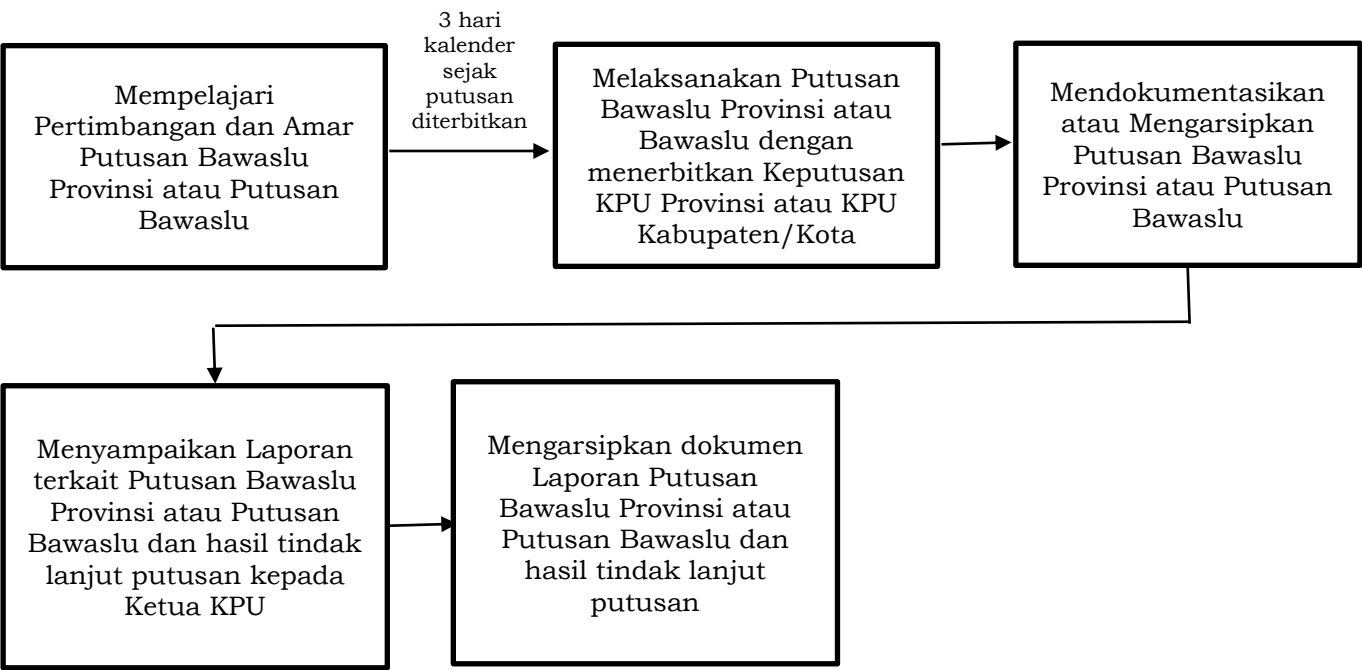 Mempelajari
Pertimbangan dan Amar
Putusan Bawaslu
Provinsi atau Putusan
Bawaslu
3 hari
kalender
sejak
putusan
diterbitkan
Melaksanakan Putusan
Bawaslu Provinsi atau
Bawaslu dengan
menerbitkan Keputusan
KPU Provinsi atau KPU
Kabupaten/Kota
Mendokumentasikan
atau Mengarsipkan
Putusan Bawaslu
Provinsi atau Putusan
Bawaslu
Menyampaikan Laporan
terkait Putusan Bawaslu
Provinsi atau Putusan
Bawaslu dan hasil tindak
lanjut putusan kepada
Ketua KPU
Mengarsipkan dokumen
Laporan Putusan
Bawaslu Provinsi atau
Putusan Bawaslu dan
hasil tindak lanjut
putusan